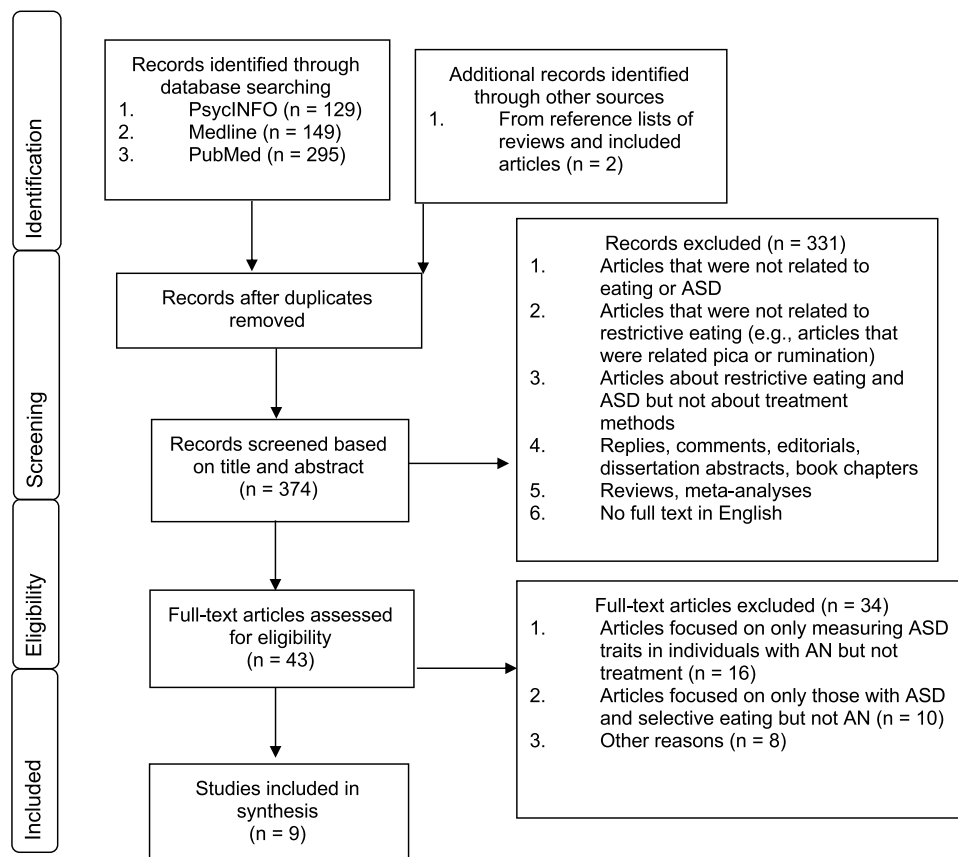 Identification
Records identified through
database searching
1. PsycINFO (n = 129)
2. Medline (n = 149)
3. PubMed (n = 295)
Additional records identified
through other sources
1. From reference lists of
reviews and included
articles (n = 2)
Screening
Records after duplicates
removed
Records screened based
on title and abstract
(n = 374)
Records excluded (n = 331)
1. Articles that were not related to
eating or ASD
2. Articles that were not related to
restrictive eating (e.g., articles that
were related pica or rumination)
3. Articles about restrictive eating and
ASD but not about treatment
methods
4. Replies, comments, editorials,
dissertation abstracts, book chapters
5. Reviews, meta-analyses
6. No full text in English
Eligibility
Full-text articles assessed
for eligibility
(n = 43)
Full-text articles excluded (n = 34)
1. Articles focused on only measuring ASD
traits in individuals with AN but not
treatment (n = 16)
2. Articles focused on only those with ASD
and selective eating but not AN (n = 10)
3. Other reasons (n = 8)
Included
Studies included in
synthesis
(n = 9)